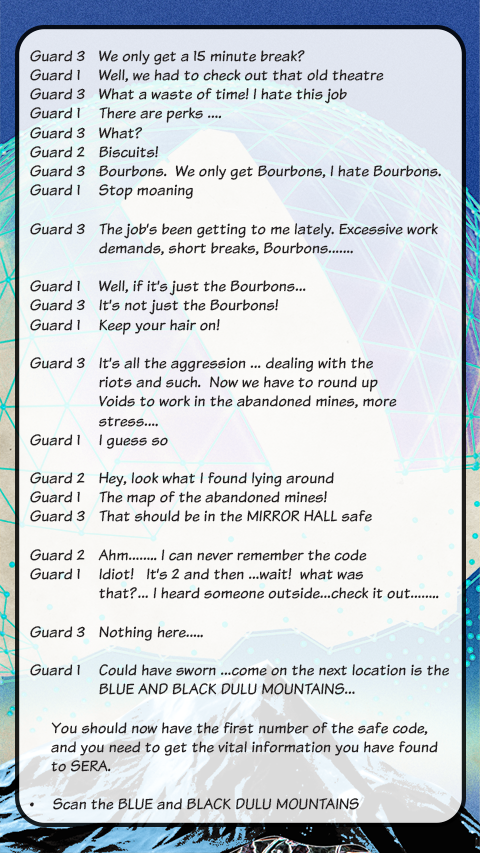 Guard 3 We only get a 15 minute break?
Guard 1 Well, we had to check out that old theatre
Guard 3 What a waste of time! I hate this job
Guard 1 There are perks ....
Guard 3 What?
Guard 2 Biscuits!
Guard 3 Bourbons. We only get Bourbons, I hate Bourbons.
Guard 1 Stop moaning
Guard 3 The job's been getting to me lately. Excessive work
demands, short breaks, Bourbons.......
Guard 1 Well, if it's just the Bourbons...
Guard 3 It's not just the Bourbons!
Guard 1 Keep your hair on!
Guard 3 It's all the aggression ... dealing with the
riots and such. Now we have to round up
Voids to work in the abandoned mines, more
stress....
Guard 1 I guess so
Guard 2 Hey, look what I found lying around
Guard 1 The map of the abandoned mines!
Guard 3 That should be in the MIRROR HALL safe
Guard 2 Ahm........ I can never remember the code
Guard 1 Idiot! It's 2 and then ...wait! what was
that?... I heard someone outside...check it out........
Guard 3 Nothing here.....
Guard 1 Could have sworn ...come on the next location is the
BLUE AND BLACK DULU MOUNTAINS...
You should now have the first number of the safe code,
and you need to get the vital information you have found
to SERA.
• Scan the BLUE and BLACK DULU MOUNTAINS